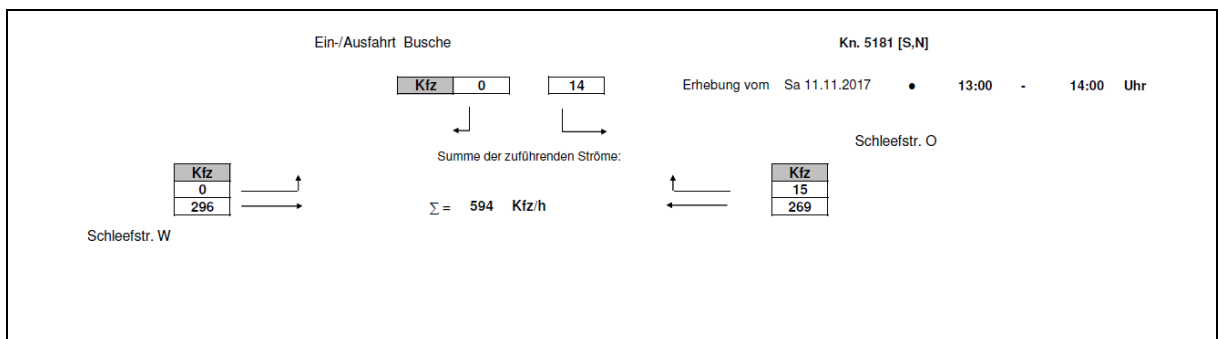 Ein-/Ausfahrt Busche Kn. 5181 [S,N]
Kfz 0 14 Erhebung vom Sa 11.11.2017 • 13:00 - 14:00 Uhr
Schleefstr. O
Summe der zuführenden Ströme:
Kfz Kfz
0 15
296 ∑ = 594 Kfz/h 269
Schleefstr. W